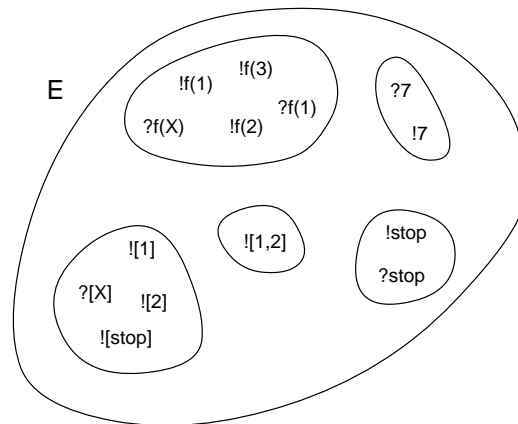 E
!f(1)
!f(3)
?f(X)
!f(2)
?f(1)
?7
!7
![1]
?[X]
![2]
![stop]
![1,2]
!stop
?stop